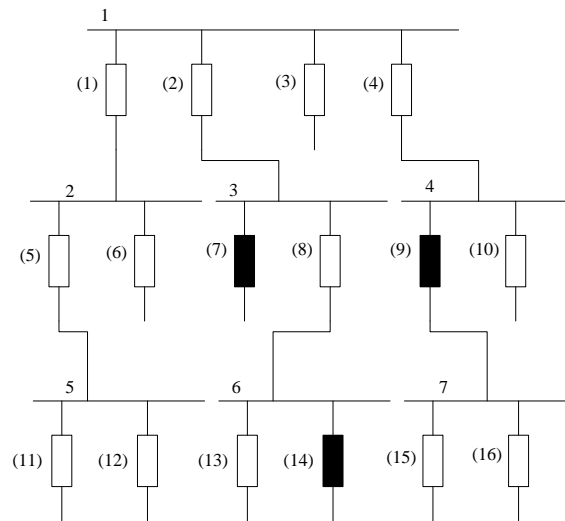 1
(1) (2) (3) (4)
2 3 4
(5) (6) (7) (8) (9) (10)
5 6 7
(11) (12) (13) (14) (15) (16)